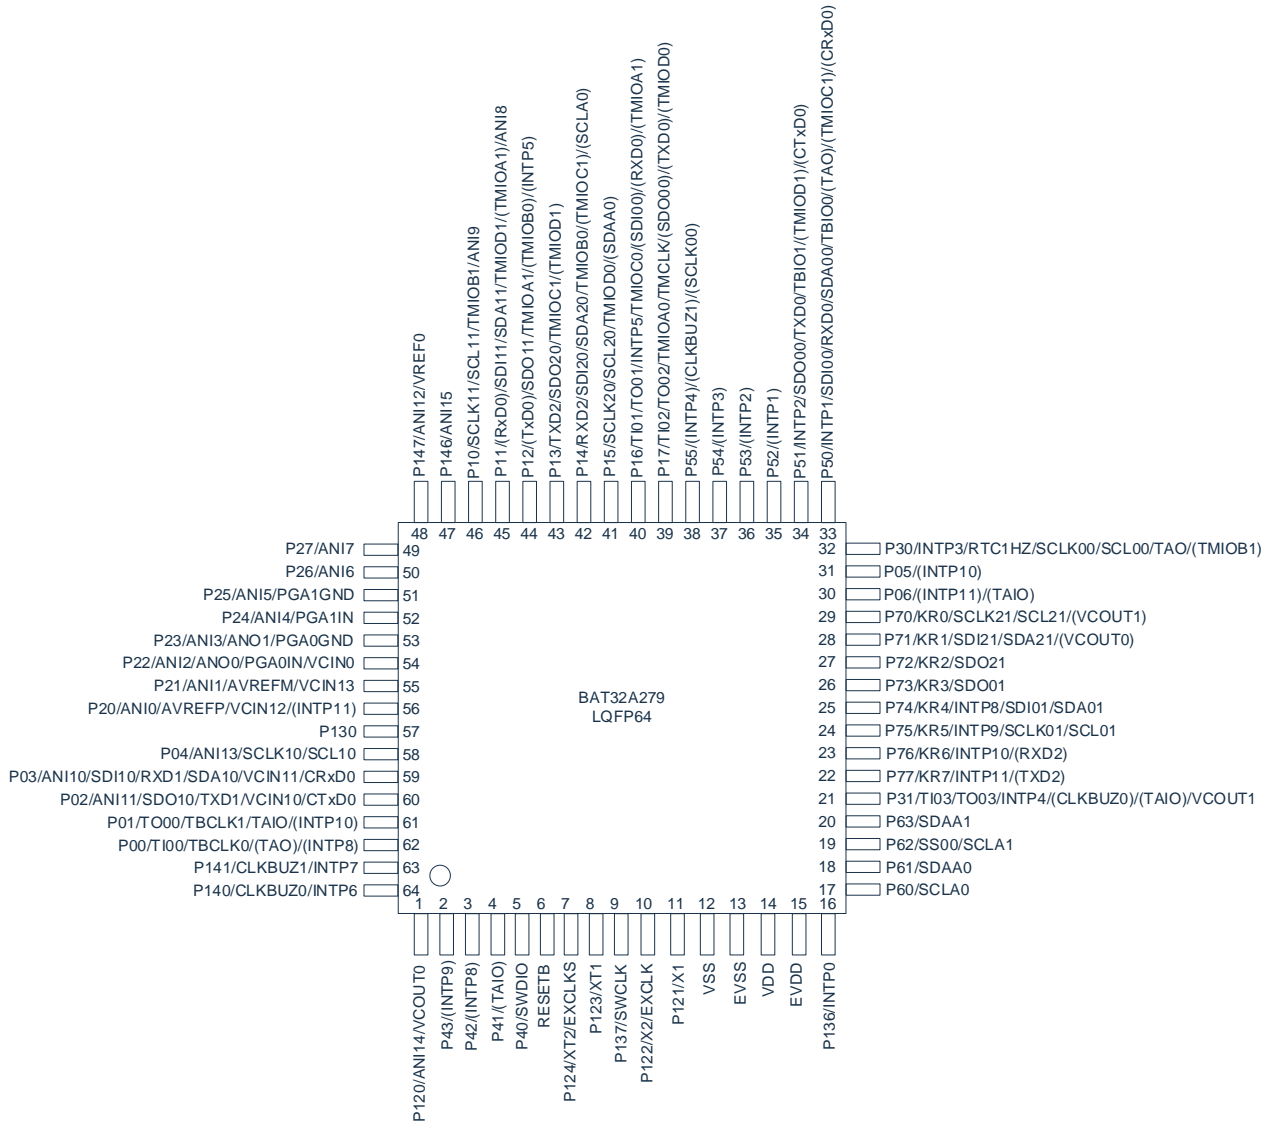 P147/ANI12/VREF0
P146/ANI15
P10/SCLK11/SCL11/TMIOB1/ANI9
P11/(RxD0)/SDI11/SDA11/TMIOD1/(TMIOA1)/ANI8
P12/(TxD0)/SDO11/TMIOA1/(TMIOB0)/(INTP5)
P13/TXD2/SDO20/TMIOC1/(TMIOD1)
P14/RXD2/SDI20/SDA20/TMIOB0/(TMIOC1)/(SCLA0)
P15/SCLK20/SCL20/TMIOD0/(SDAA0)
P16/TI01/TO01/INTP5/TMIOC0/(SDI00)/(RXD0)/(TMIOA1)
P17/TI02/TO02/TMIOA0/TMCLK/(SDO00)/(TXD0)/(TMIOD0)
P55/(INTP4)/(CLKBUZ1)/(SCLK00)
P54/(INTP3)
P53/(INTP2)
P52/(INTP1)
P51/INTP2/SDO00/TXD0/TBIO1/(TMIOD1)/(CTxD0)
P50/INTP1/SDI00/RXD0/SDA00/TBIO0/(TAO)/(TMIOC1)/(CRxD0)
48 47 46 45 44 43 42 41 40 39 38 37 36 35 34 33
P27/ANI7 49
P26/ANI6 50
P25/ANI5/PGA1GND 51
P24/ANI4/PGA1IN 52
P23/ANI3/ANO1/PGA0GND 53
P22/ANI2/ANO0/PGA0IN/VCIN0 54
P21/ANI1/AVREFM/VCIN13 55
P20/ANI0/AVREFP/VCIN12/(INTP11) 56
P130 57
P04/ANI13/SCLK10/SCL10 58
P03/ANI10/SDI10/RXD1/SDA10/VCIN11/CRxD0 59
P02/ANI11/SDO10/TXD1/VCIN10/CTxD0 60
P01/TO00/TBCLK1/TAIO/(INTP10) 61
P00/TI00/TBCLK0/(TAO)/(INTP8) 62
P141/CLKBUZ1/INTP7 63
P140/CLKBUZ0/INTP6 64
BAT32A279
LQFP64
32 P30/INTP3/RTC1HZ/SCLK00/SCL00/TAO/(TMIOB1)
31 P05/(INTP10)
30 P06/(INTP11)/(TAIO)
29 P70/KR0/SCLK21/SCL21/(VCOUT1)
28 P71/KR1/SDI21/SDA21/(VCOUT0)
27 P72/KR2/SDO21
26 P73/KR3/SDO01
25 P74/KR4/INTP8/SDI01/SDA01
24 P75/KR5/INTP9/SCLK01/SCL01
23 P76/KR6/INTP10/(RXD2)
22 P77/KR7/INTP11/(TXD2)
21 P31/TI03/TO03/INTP4/(CLKBUZ0)/(TAIO)/VCOUT1
20 P63/SDAA1
19 P62/SS00/SCLA1
18 P61/SDAA0
17 P60/SCLA0
1 2 3 4 5 6 7 8 9 10 11 12 13 14 15 16
P120/ANI14/VCOUT0
P43/(INTP9)
P42/(INTP8)
P41/(TAIO)
P40/SWDIO
RESETB
P124/XT2/EXCLKS
P123/XT1
P137/SWCLK
P122/X2/EXCLK
P121/X1
VSS
EVSS
VDD
EVDD
P136/INTP0